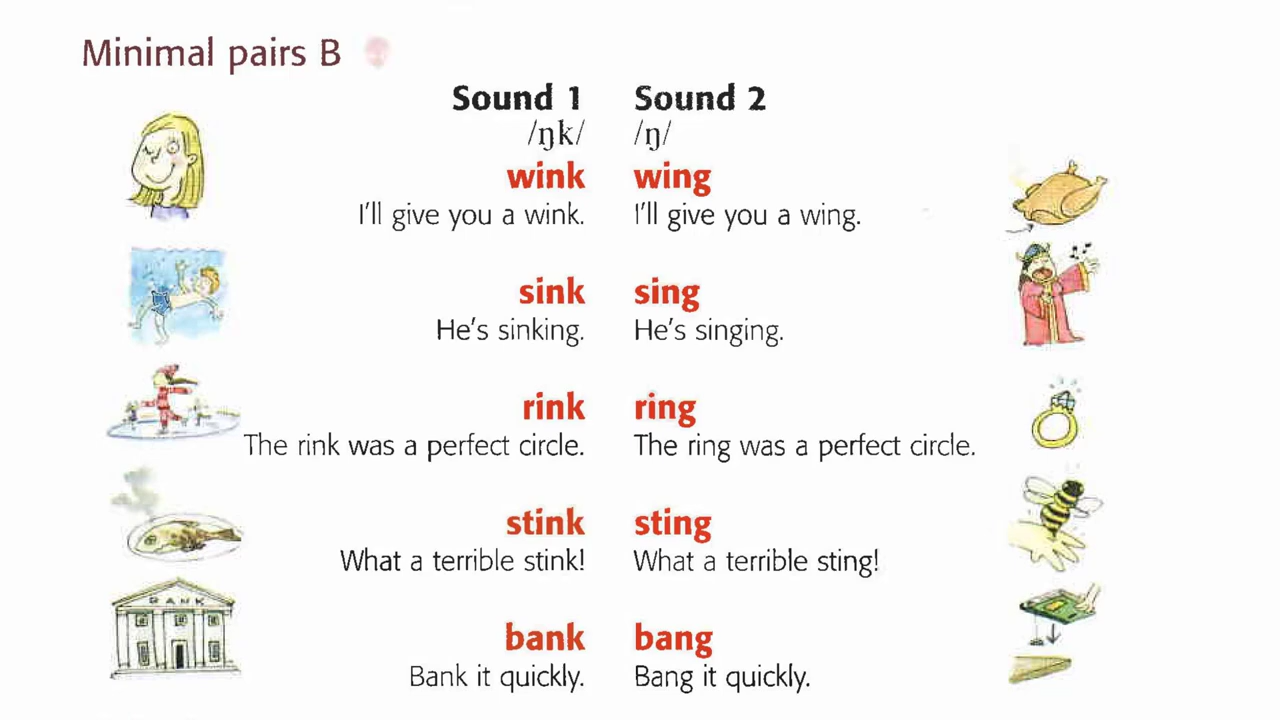 Minimal pairs B
Sound 1 Sound 2
/ŋk/ /ŋ/
wink wing
I'll give you a wink. I'll give you a wing.
sink sing
He's sinking. He's singing.
rink ring
The rink was a perfect circle. The ring was a perfect circle.
stink sting
What a terrible stink! What a terrible sting!
BANK
bank bang
Bank it quickly. Bang it quickly.